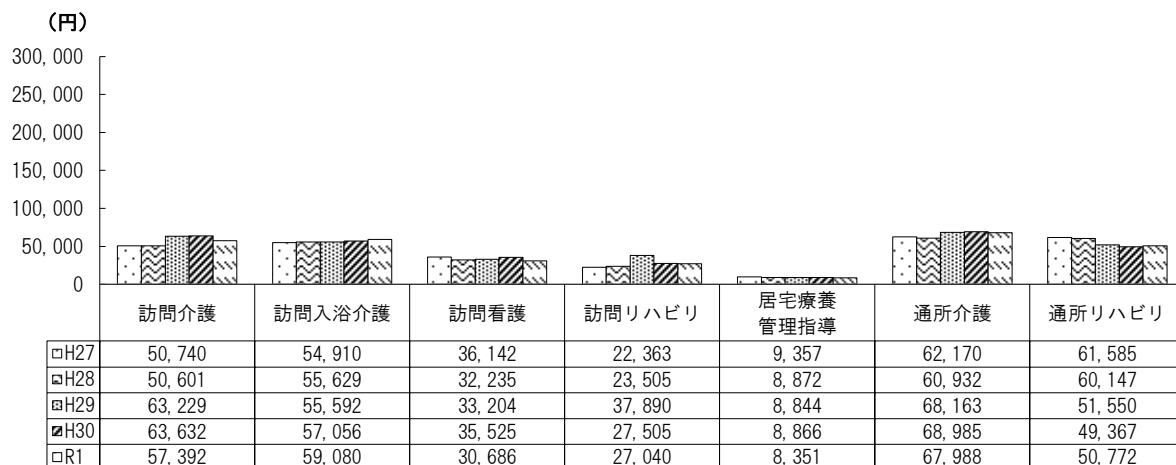 (円)
300,000
250,000
200,000
150,000
100,000
50,000
0
訪問介護 訪問入浴介護 訪問看護 訪問リハビリ 居宅療養管理指導 通所介護 通所リハビリ
H27 50,740 54,910 36,142 22,363 9,357 62,170 61,585
H28 50,601 55,629 32,235 23,505 8,872 60,932 60,147
H29 63,229 55,592 33,204 37,890 8,844 68,163 51,550
H30 63,632 57,056 35,525 27,505 8,866 68,985 49,367
R1 57,392 59,080 30,686 27,040 8,351 67,988 50,772